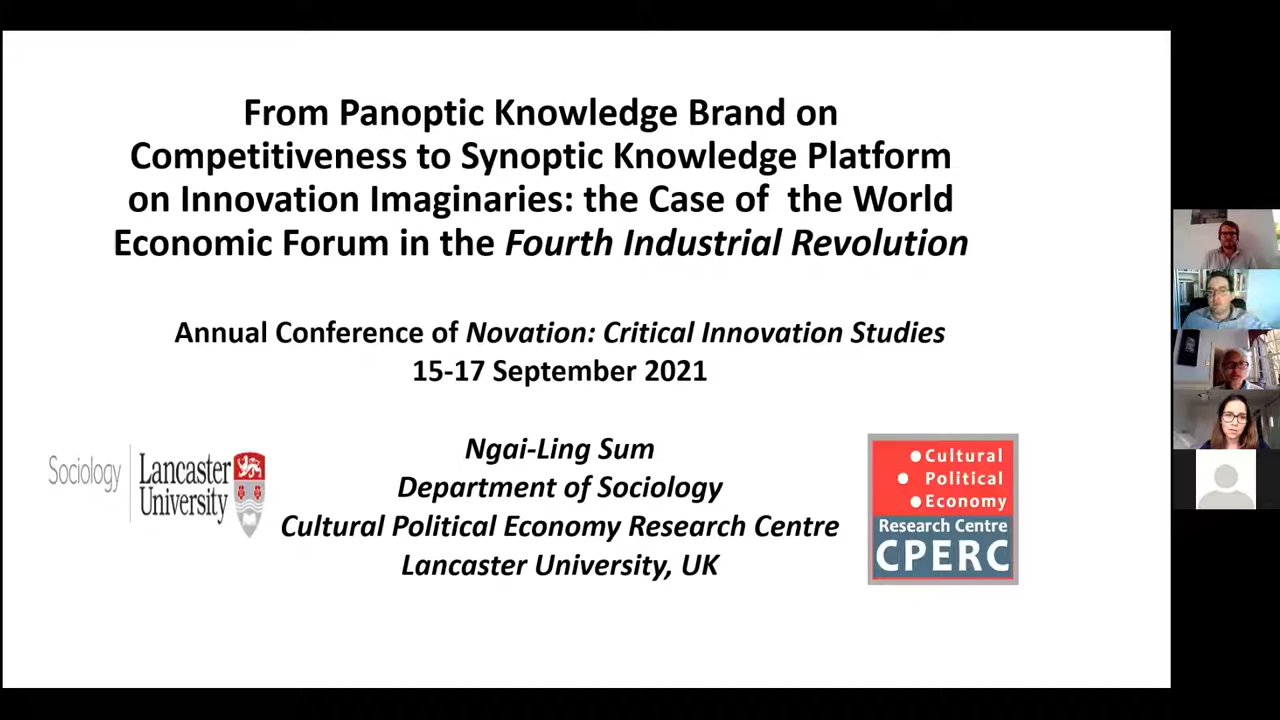 From Panoptic Knowledge Brand on
Competitiveness to Synoptic Knowledge Platform
on Innovation Imaginaries: the Case of the World
Economic Forum in the Fourth Industrial Revolution
Annual Conference of Novation: Critical Innovation Studies
15-17 September 2021
Ngai-Ling Sum
Department of Sociology
Cultural Political Economy Research Centre
Lancaster University, UK
Sociology
Lancaster
University
Cultural
Political
Economy
Research Centre
CPERC